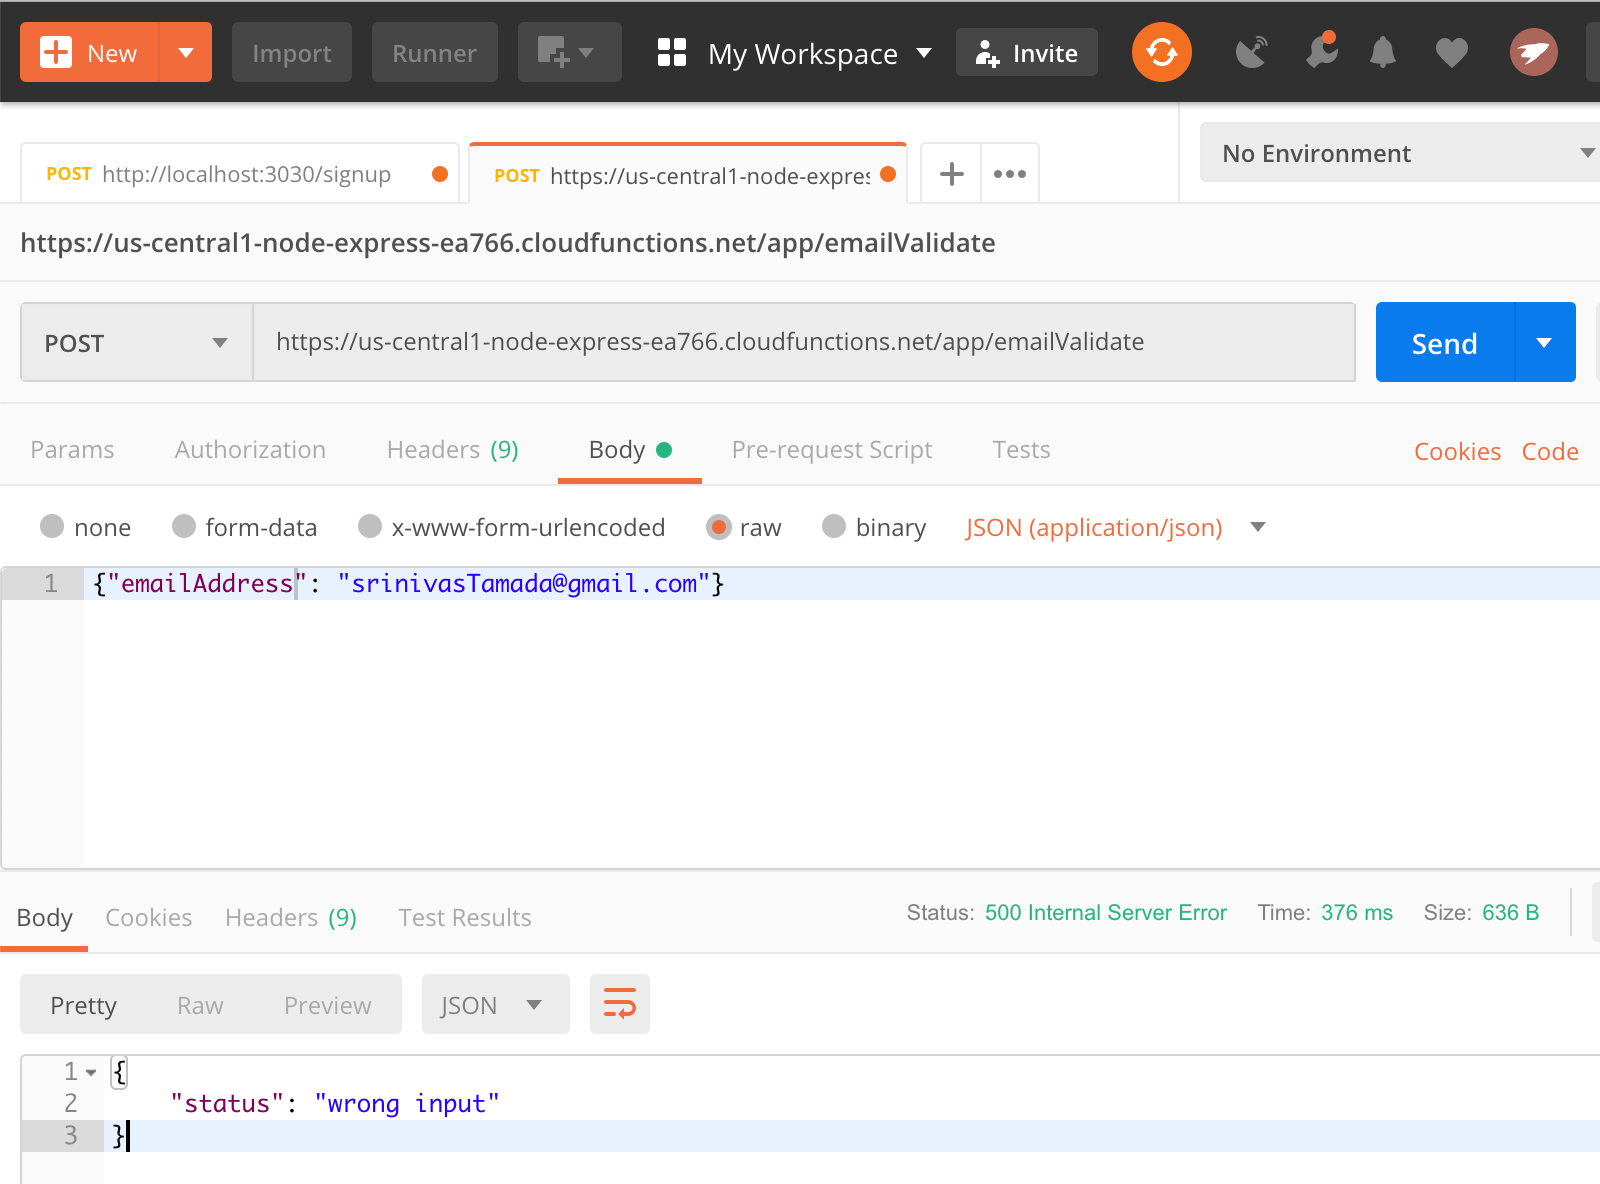 New Import Runner My Workspace Invite
POST http://localhost:3030/signup POST https://us-central1-node-expres No Environment
https://us-central1-node-express-ea766.cloudfunctions.net/app/emailValidate
POST https://us-central1-node-express-ea766.cloudfunctions.net/app/emailValidate Send
Params Authorization Headers (9) Body Pre-request Script Tests Cookies Code
none form-data x-www-form-urlencoded raw binary JSON (application/json)
1 {"emailAddress": "srinivasTamada@gmail.com"}
Body Cookies Headers (9) Test Results Status: 500 Internal Server Error Time: 376 ms Size: 636 B
Pretty Raw Preview JSON
1 {
2 "status": "wrong input"
3 }